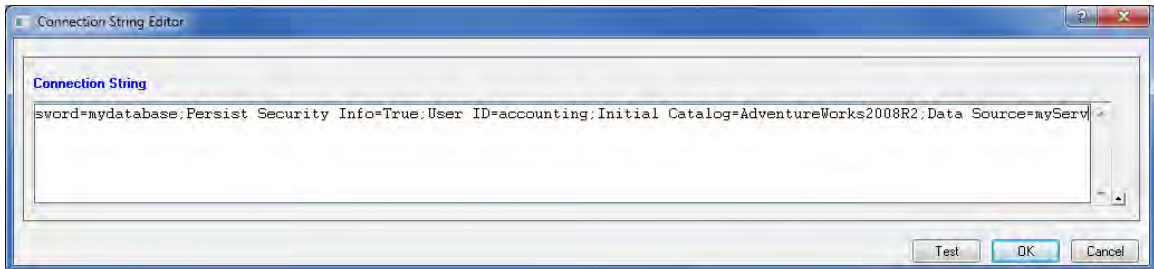 Connection String Editor
?
X
Connection String
sword=mydatabase;Persist Security Info=True;User ID=accounting;Initial Catalog=AdventureWorks2008R2;Data Source=myServ
Test OK Cancel